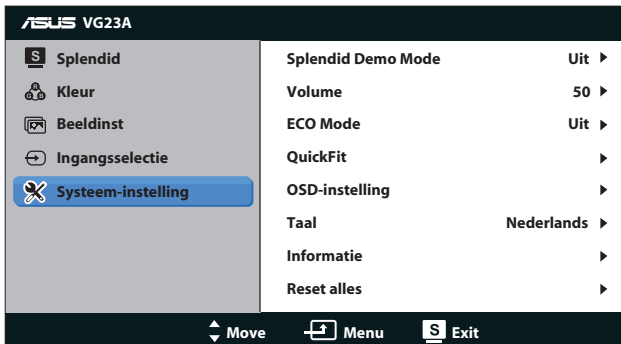 ASUS VG23A
S Splendid
Kleur
Beeldinst
Ingangsselectie
Systeem-instelling
Splendid Demo Mode Uit
Volume 50
ECO Mode Uit
QuickFit
OSD-instelling
Taal Nederlands
Informatie
Reset alles
Move Menu S Exit